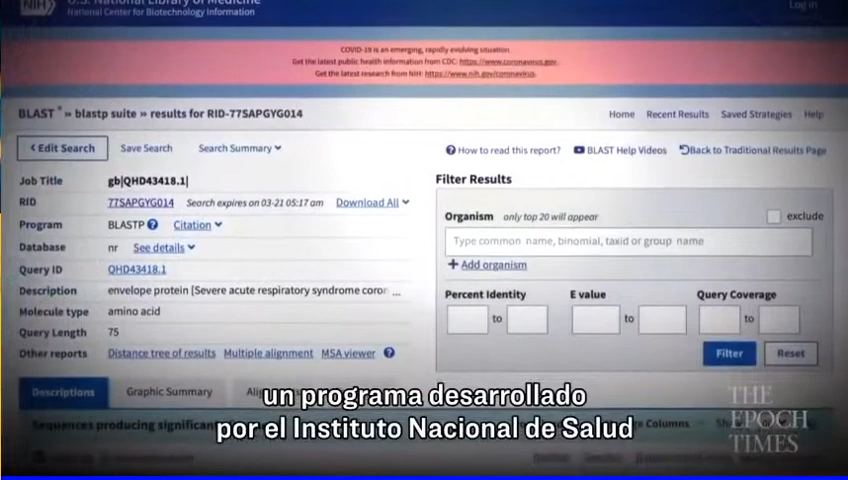 NIH
U.S. National Library of Medicine
Log in
National Center for Biotechnology Information
COVID-19 is an emerging, rapidly evolving situation.
Get the latest public health information from CDC: https://www.coronavirus.gov.
Get the latest research from NIH: https://www.nih.gov/coronavirus.
BLAST ® » blastp suite » results for RID-77SAPGYG014
Home Recent Results Saved Strategies Help
< Edit Search Save Search Search Summary
How to read this report? BLAST Help Videos Back to Traditional Results Page
Job Title gb|QHD43418.1|
RID 77SAPGYG014 Search expires on 03-21 05:17 am Download All
Program BLASTP ? Citation
Database nr See details
Query ID QHD43418.1
Description envelope protein [Severe acute respiratory syndrome coron ...
Molecule type amino acid
Query Length 75
Other reports Distance tree of results Multiple alignment MSA viewer ?
Filter Results
Organism only top 20 will appear exclude
Type common name, binomial, taxid or group name
+ Add organism
Percent Identity E value Query Coverage
to to to
Filter Reset
Descriptions Graphic Summary
Sequences producing significant
Columns
un programa desarrollado
por el Instituto Nacional de Salud
THE
EPOCH
TIMES